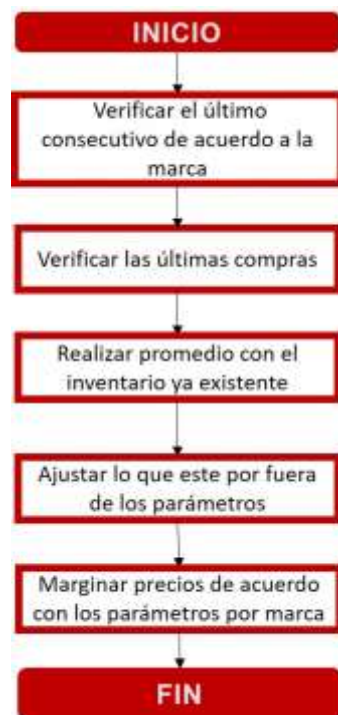 INICIO
Verificar el último
consecutivo de acuerdo a la
marca
Verificar las últimas compras
Realizar promedio con el
inventario ya existente
Ajustar lo que este por fuera
de los parámetros
Marginar precios de acuerdo
con los parámetros por marca
FIN